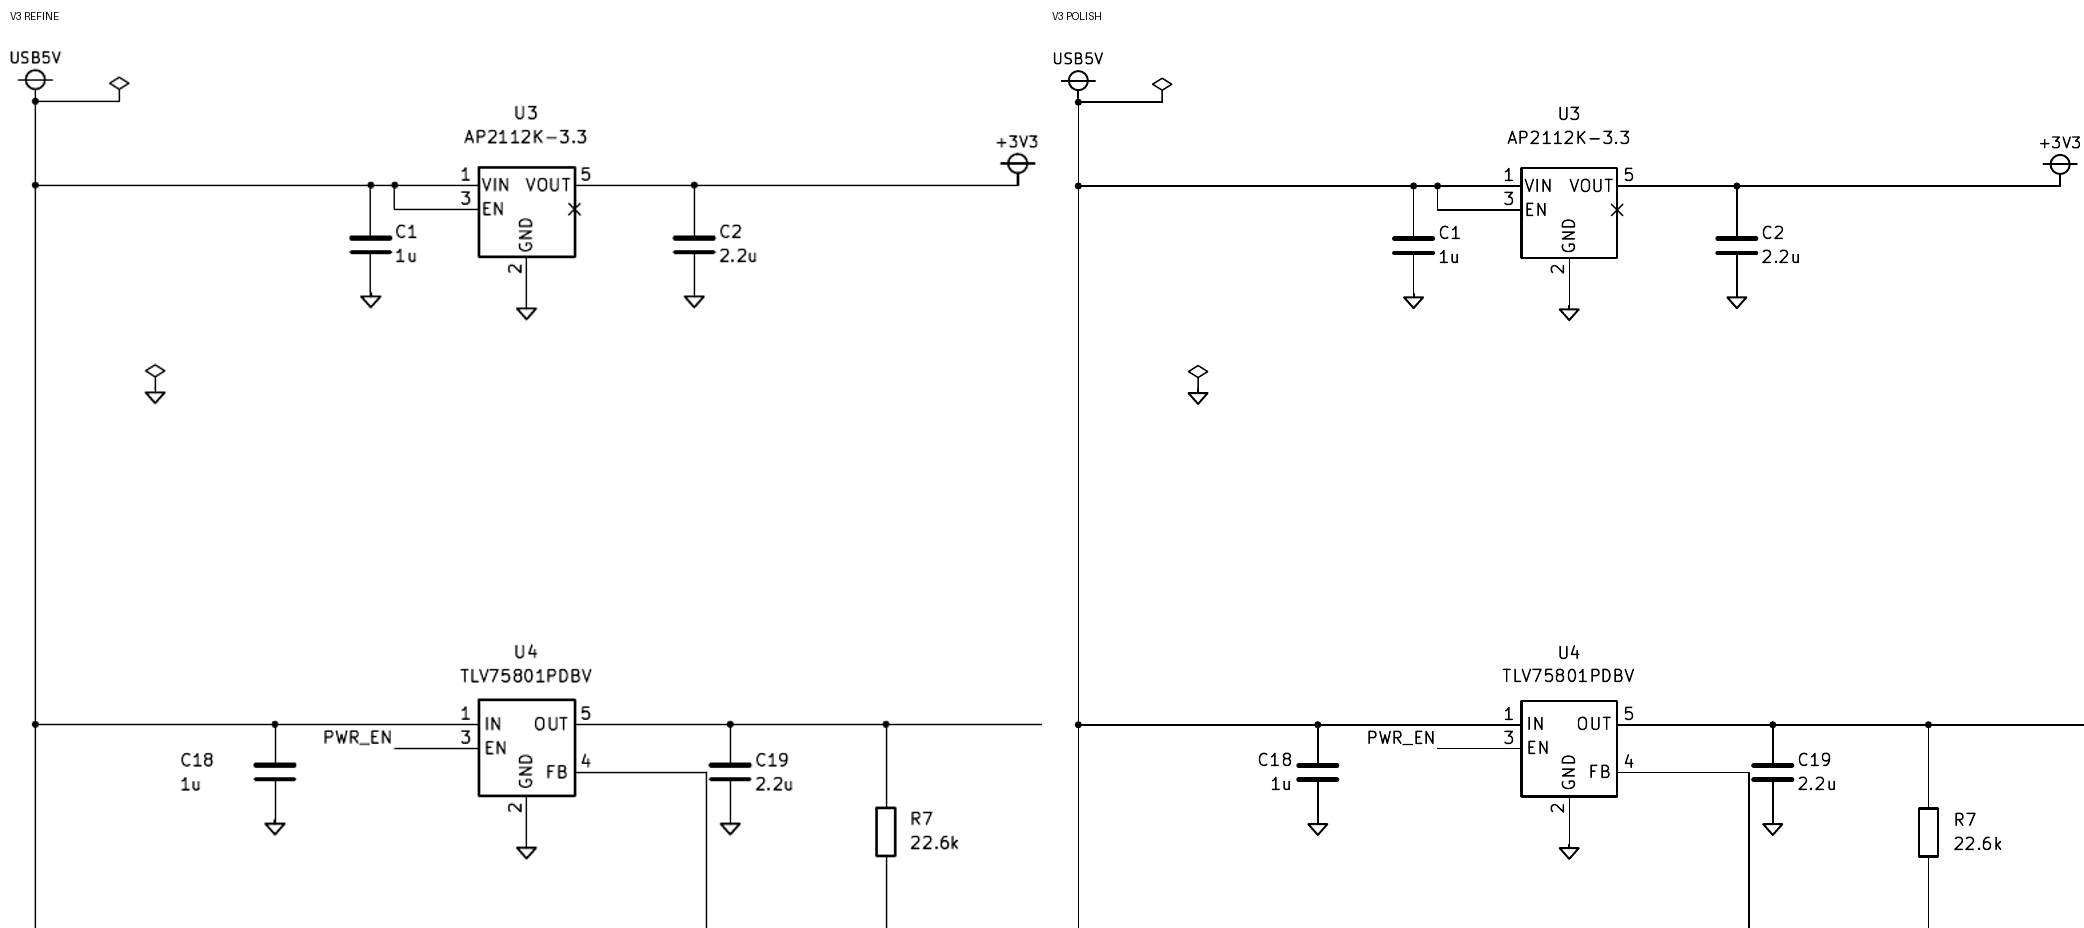 V3 REFINE
USB5V
U3
AP2112K-3.3
+3V3
1 VIN VOUT 5
3 EN
GND
2
C1
1u
C2
2.2u
U4
TLV75801PDBV
1 IN OUT 5
PWR_EN 3 EN
FB 4
GND
2
C18
1u
C19
2.2u
R7
22.6k
V3 POLISH
USB5V
U3
AP2112K-3.3
+3V3
1 VIN VOUT 5
3 EN
GND
2
C1
1u
C2
2.2u
U4
TLV75801PDBV
1 IN OUT 5
PWR_EN 3 EN
FB 4
GND
2
C18
1u
C19
2.2u
R7
22.6k